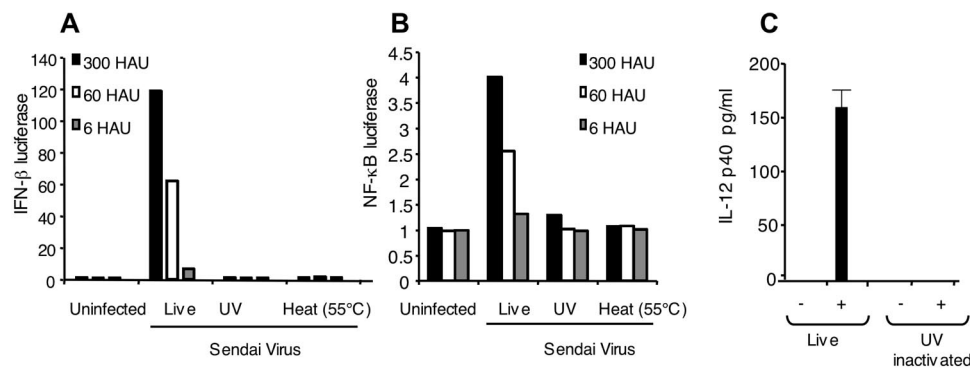 A
IFN-β luciferase
140
120
100
80
60
40
20
0
300 HAU
60 HAU
6 HAU
Uninfected Live UV Heat (55°C)
Sendai Virus
B
NF-κB luciferase
4.5
4
3.5
3
2.5
2
1.5
1
0.5
0
300 HAU
60 HAU
6 HAU
Uninfected Live UV Heat (55°C)
Sendai Virus
C
IL-12 p40 pg/ml
200
150
100
50
0
- + - +
Live UV
inactivated